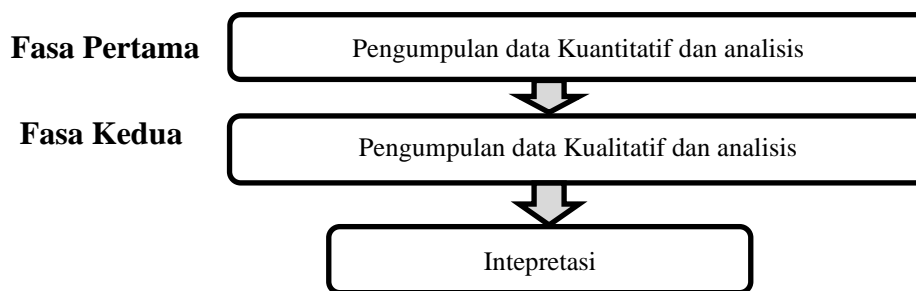 Fasa Pertama
Pengumpulan data Kuantitatif dan analisis
Fasa Kedua
Pengumpulan data Kualitatif dan analisis
Intepretasi